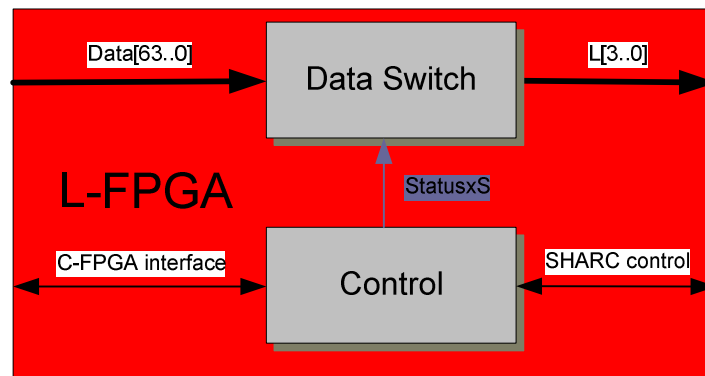 Data[63..0]
Data Switch
L[3..0]
L-FPGA
StatusxS
C-FPGA interface
Control
SHARC control